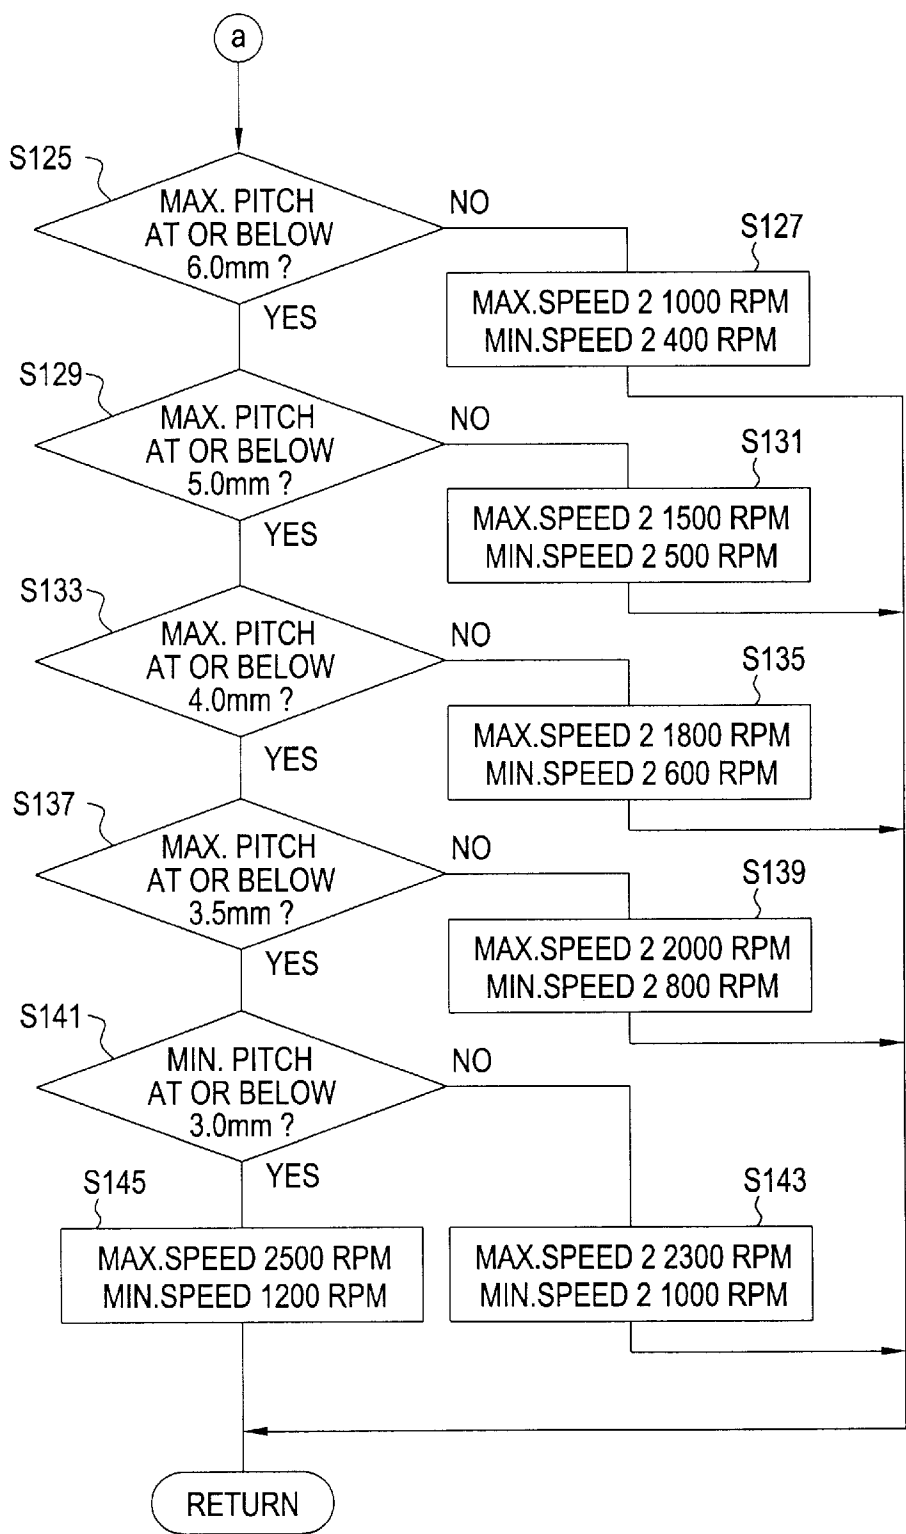 a
S125
MAX. PITCH
AT OR BELOW
6.0mm ?
NO
YES
S127
MAX.SPEED 2 1000 RPM
MIN.SPEED 2 400 RPM
S129
MAX. PITCH
AT OR BELOW
5.0mm ?
NO
YES
S131
MAX.SPEED 2 1500 RPM
MIN.SPEED 2 500 RPM
S133
MAX. PITCH
AT OR BELOW
4.0mm ?
NO
YES
S135
MAX.SPEED 2 1800 RPM
MIN.SPEED 2 600 RPM
S137
MAX. PITCH
AT OR BELOW
3.5mm ?
NO
YES
S139
MAX.SPEED 2 2000 RPM
MIN.SPEED 2 800 RPM
S141
MIN. PITCH
AT OR BELOW
3.0mm ?
NO
YES
S145
MAX.SPEED 2500 RPM
MIN.SPEED 1200 RPM
S143
MAX.SPEED 2 2300 RPM
MIN.SPEED 2 1000 RPM
RETURN